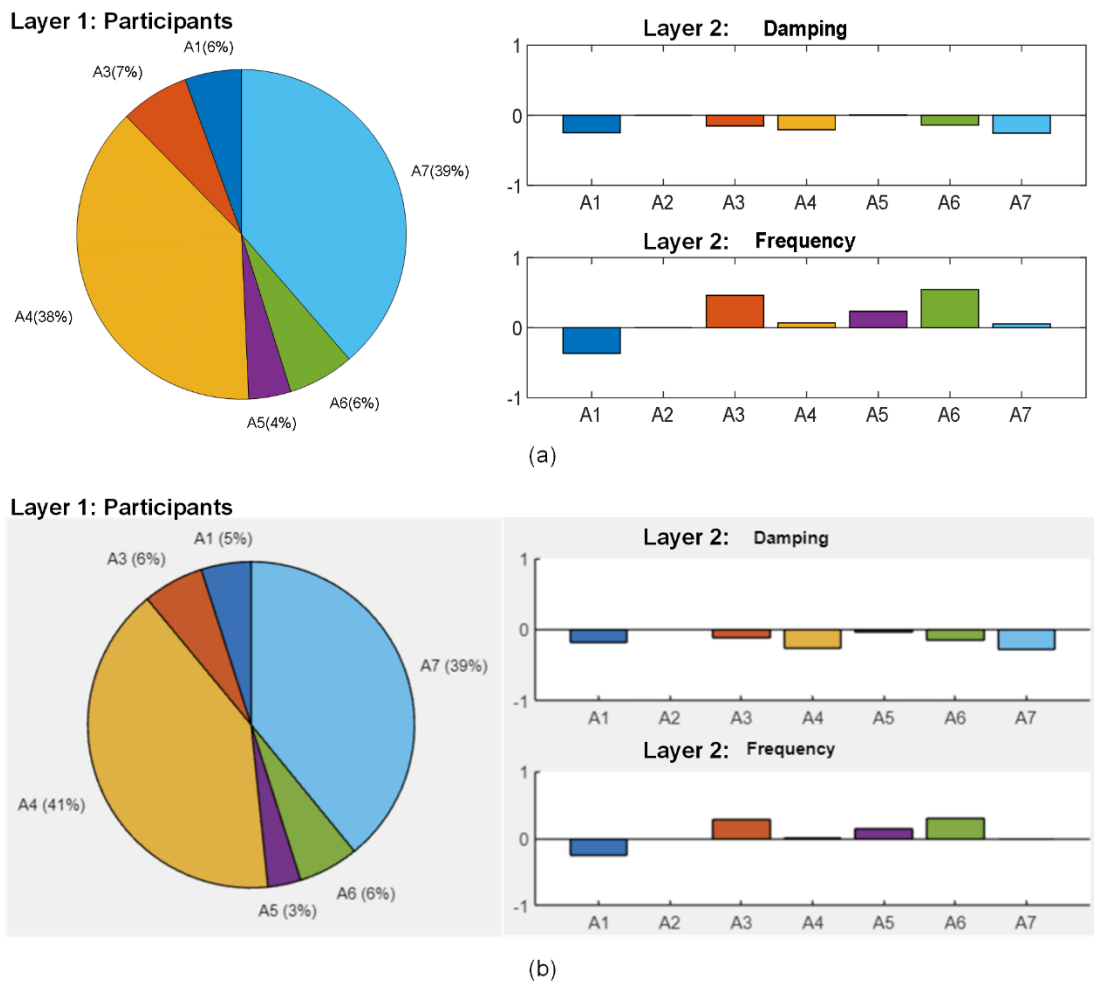 Layer 1: Participants
A1(6%)
A3(7%)
A7(39%)
A4(38%)
A6(6%)
A5(4%)
Layer 2: Damping
1
0
-1
A1 A2 A3 A4 A5 A6 A7
Layer 2: Frequency
1
0
-1
A1 A2 A3 A4 A5 A6 A7
(a)
Layer 1: Participants
A1 (5%)
A3 (6%)
A7 (39%)
A4 (41%)
A6 (6%)
A5 (3%)
Layer 2: Damping
1
0
-1
A1 A2 A3 A4 A5 A6 A7
Layer 2: Frequency
1
0
-1
A1 A2 A3 A4 A5 A6 A7
(b)